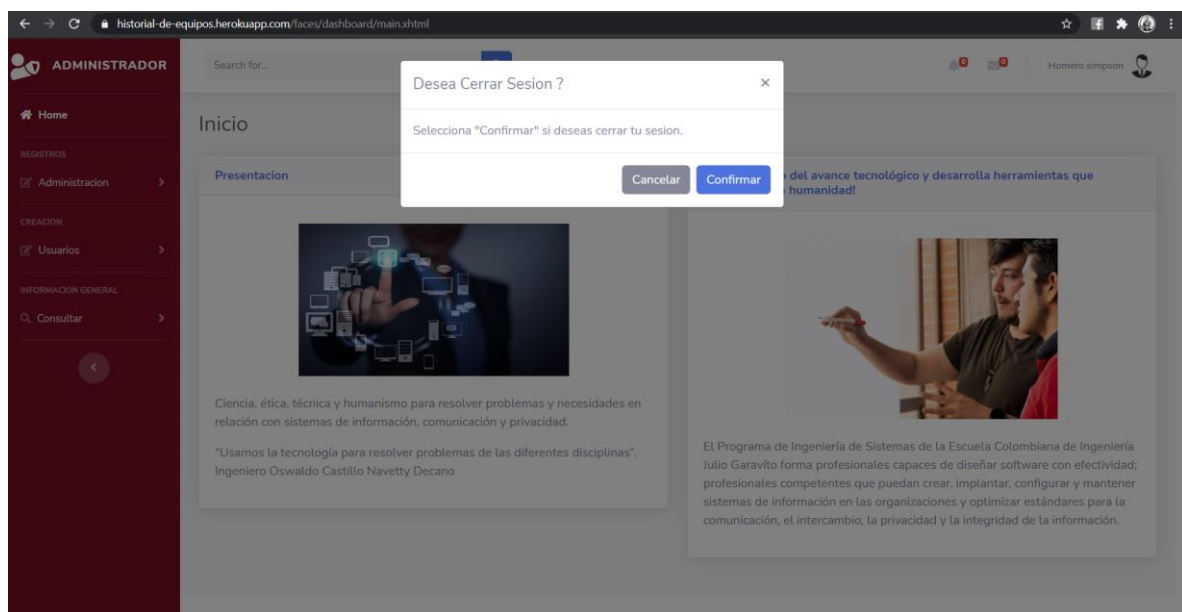 historial-de-equipos.herokuapp.com/faces/dashboard/main.xhtml
ADMINISTRADOR
Home
REGISTROS
Administracion
CREACION
Usuarios
INFORMACION GENERAL
Consultar
Search for...
0
0
Homero simpson
Desea Cerrar Sesion ?
×
Selecciona "Confirmar" si deseas cerrar tu sesion.
Cancelar
Confirmar
Inicio
Presentacion
Ciencia, ética, técnica y humanismo para resolver problemas y necesidades en
relación con sistemas de información, comunicación y privacidad.
"Usamos la tecnología para resolver problemas de las diferentes disciplinas".
Ingeniero Oswaldo Castillo Navetty Decano
del avance tecnológico y desarrolla herramientas que
humanidad!
El Programa de Ingeniería de Sistemas de la Escuela Colombiana de Ingeniería
Julio Garavito forma profesionales capaces de diseñar software con efectividad;
profesionales competentes que puedan crear, implantar, configurar y mantener
sistemas de información en las organizaciones y optimizar estándares para la
comunicación, el intercambio, la privacidad y la integridad de la información.